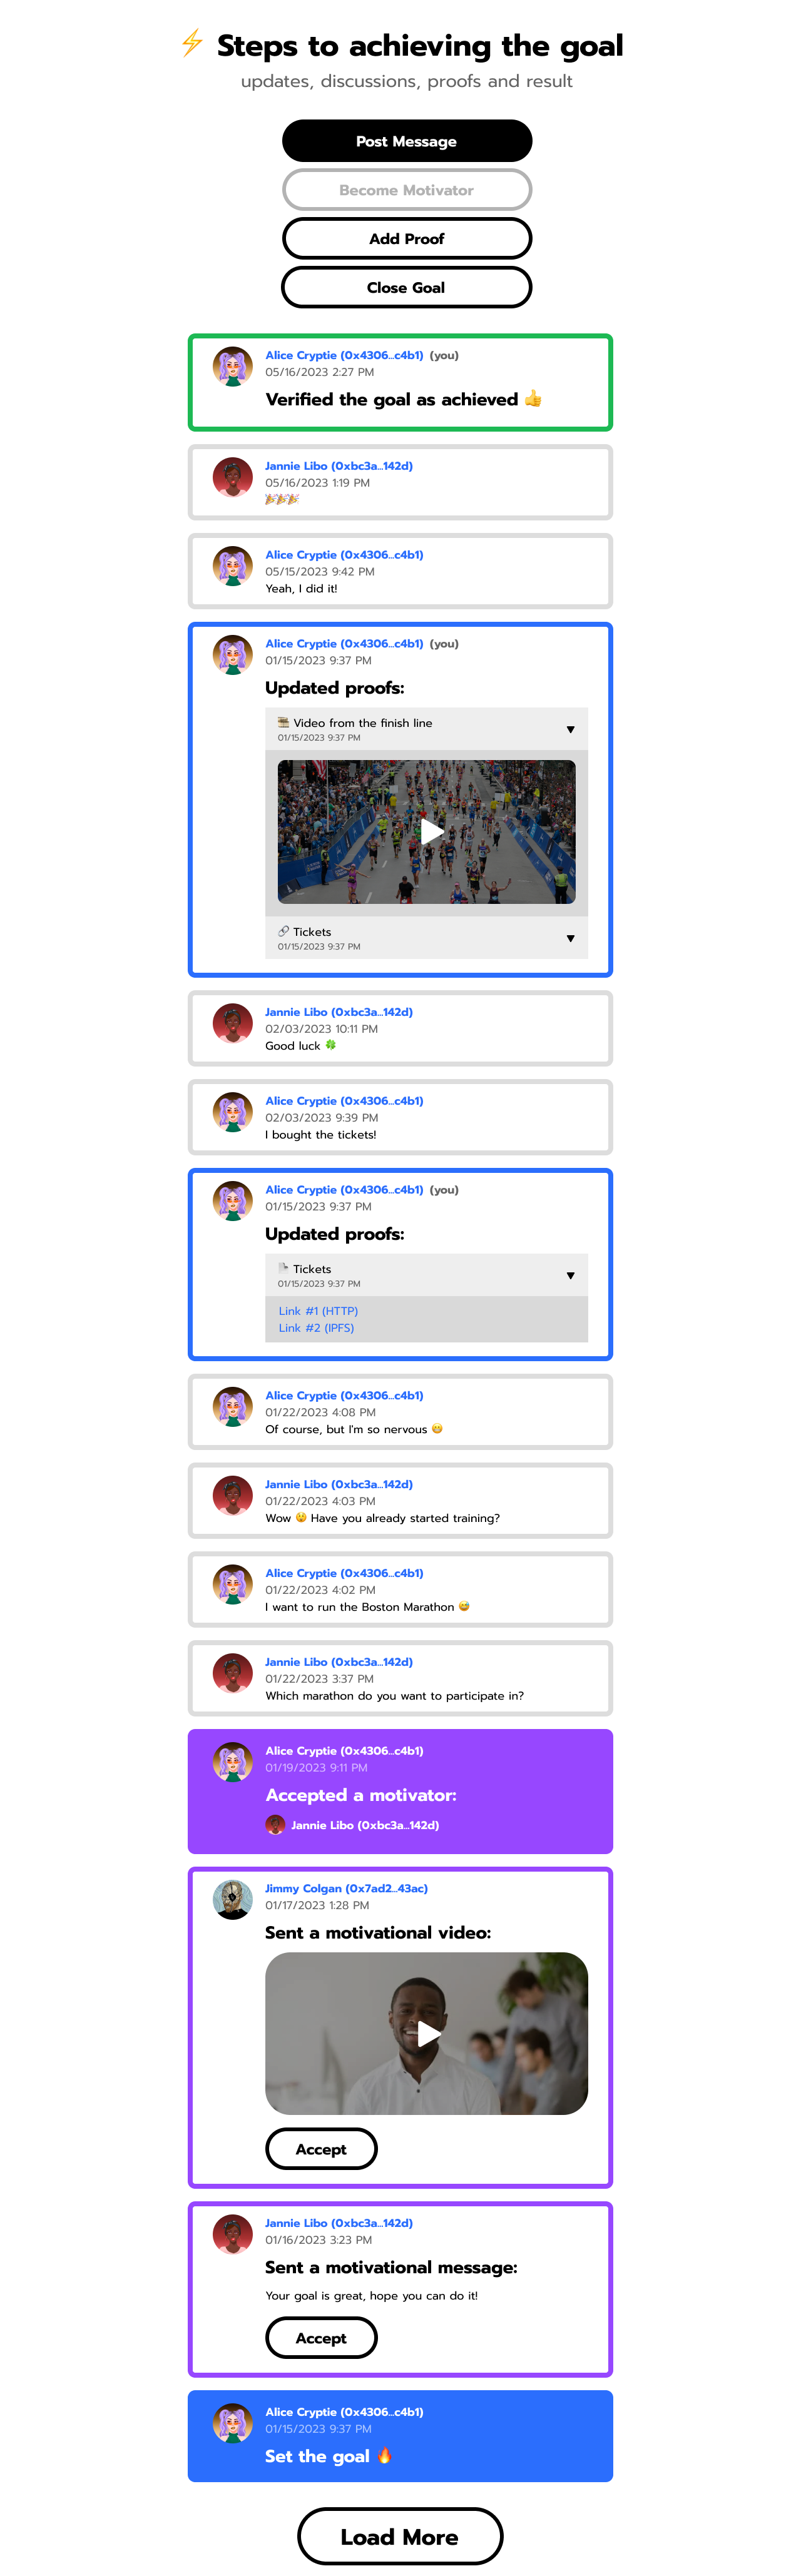 ⚡ Steps to achieving the goal
updates, discussions, proofs and result
Post Message
Become Motivator
Add Proof
Close Goal
Alice Cryptie (0x4306...c4b1) (you)
05/16/2023 2:27 PM
Verified the goal as achieved 👍
Jannie Libo (0xbc3a...142d)
05/16/2023 1:19 PM
🎉🎉🎉
Alice Cryptie (0x4306...c4b1)
05/15/2023 9:42 PM
Yeah, I did it!
Alice Cryptie (0x4306...c4b1) (you)
01/15/2023 9:37 PM
Updated proofs:
Video from the finish line
01/15/2023 9:37 PM
🔗 Tickets
01/15/2023 9:37 PM
Jannie Libo (0xbc3a...142d)
02/03/2023 10:11 PM
Good luck 🍀
Alice Cryptie (0x4306...c4b1)
02/03/2023 9:39 PM
I bought the tickets!
Alice Cryptie (0x4306...c4b1) (you)
01/15/2023 9:37 PM
Updated proofs:
Tickets
01/15/2023 9:37 PM
Link #1 (HTTP)
Link #2 (IPFS)
Alice Cryptie (0x4306...c4b1)
01/22/2023 4:08 PM
Of course, but I'm so nervous 😬
Jannie Libo (0xbc3a...142d)
01/22/2023 4:03 PM
Wow 😯 Have you already started training?
Alice Cryptie (0x4306...c4b1)
01/22/2023 4:02 PM
I want to run the Boston Marathon 😅
Jannie Libo (0xbc3a...142d)
01/22/2023 3:37 PM
Which marathon do you want to participate in?
Alice Cryptie (0x4306...c4b1)
01/19/2023 9:11 PM
Accepted a motivator:
Jannie Libo (0xbc3a...142d)
Jimmy Colgan (0x7ad2...43ac)
01/17/2023 1:28 PM
Sent a motivational video:
Accept
Jannie Libo (0xbc3a...142d)
01/16/2023 3:23 PM
Sent a motivational message:
Your goal is great, hope you can do it!
Accept
Alice Cryptie (0x4306...c4b1)
01/15/2023 9:37 PM
Set the goal 🔥
Load More